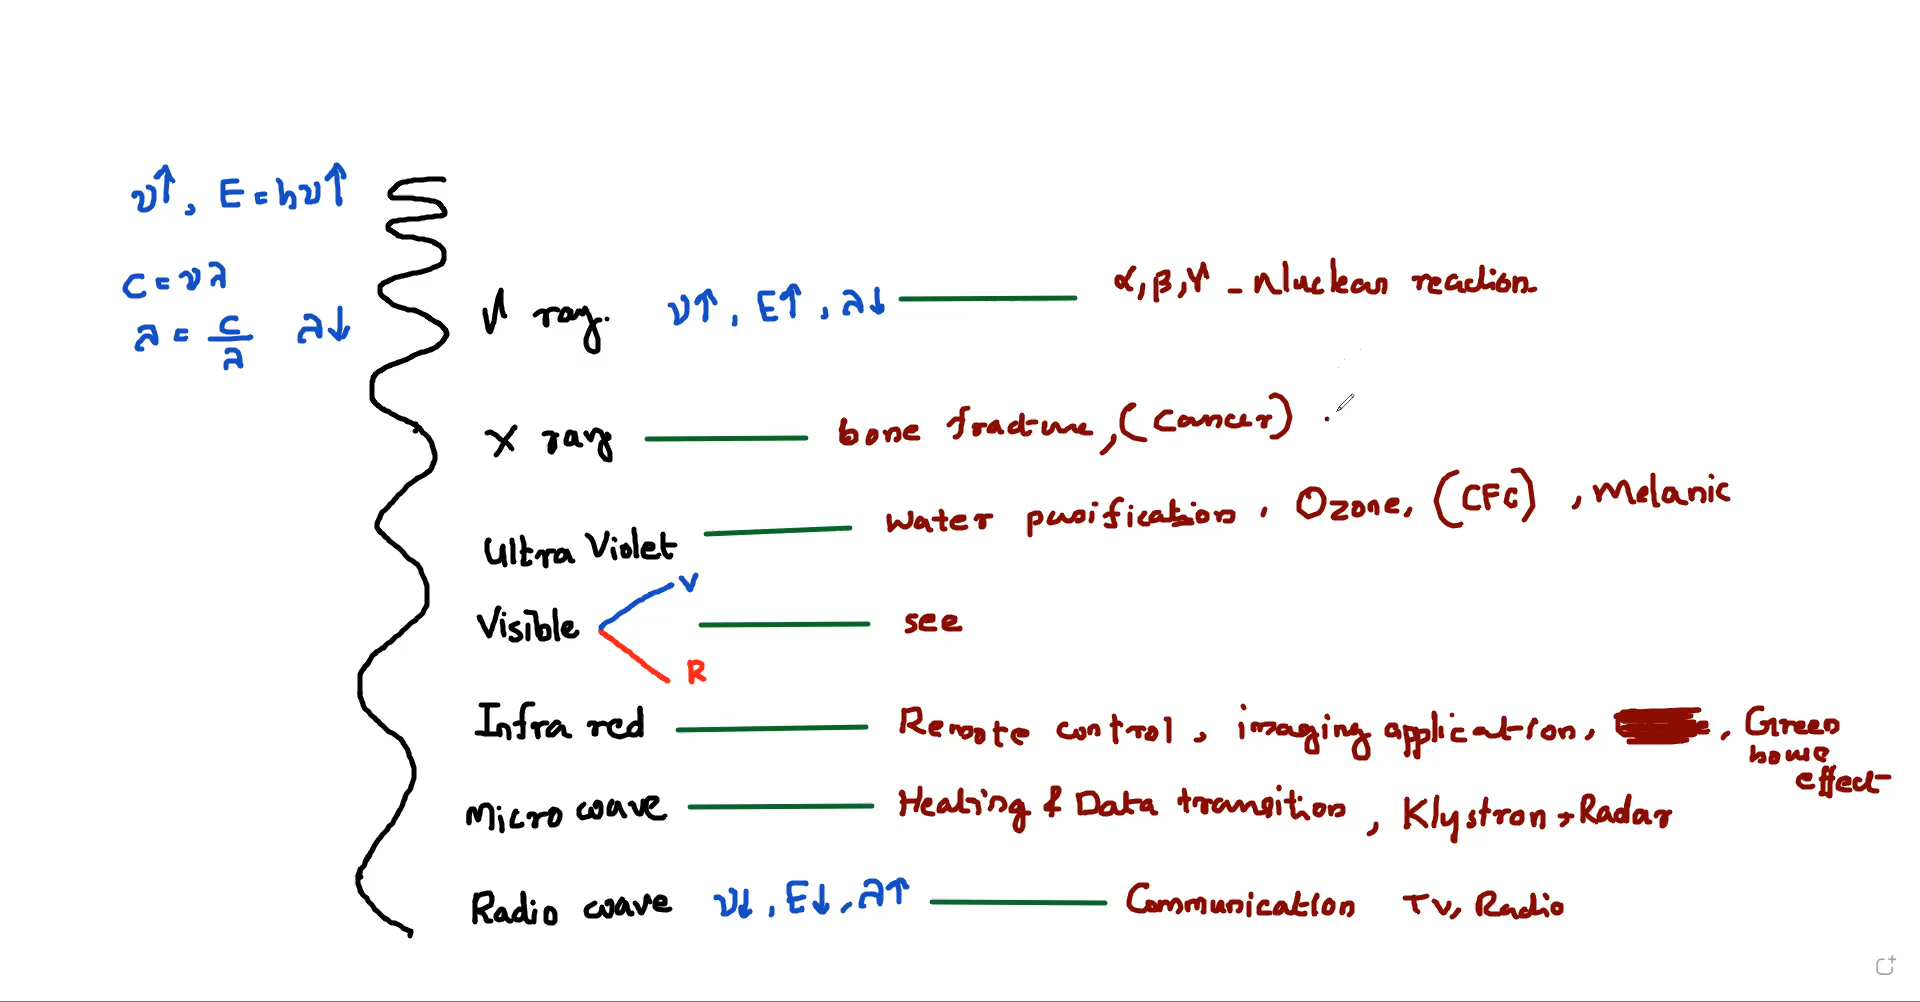 ν↑, E = hν↑
c = νλ
λ = c/λ λ↓
γ ray. ν↑, E↑, λ↓ α, β, γ - Nuclear reaction
X ray bone fracture, (Cancer) .
Ultra Violet water purification, Ozone, (CFC), Melanic
V
Visible see
R
Infra red Remote control, imaging application, , Green
house
effect
Micro wave Heating & Data transition, Klystron → Radar
Radio wave ν↓, E↓, λ↑ Communication TV, Radio